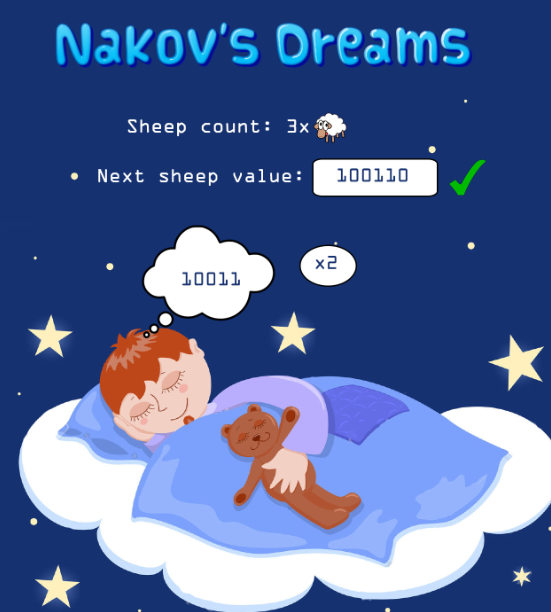 Nakov's Dreams
Sheep count: 3x
Next sheep value: 100110
10011
x2